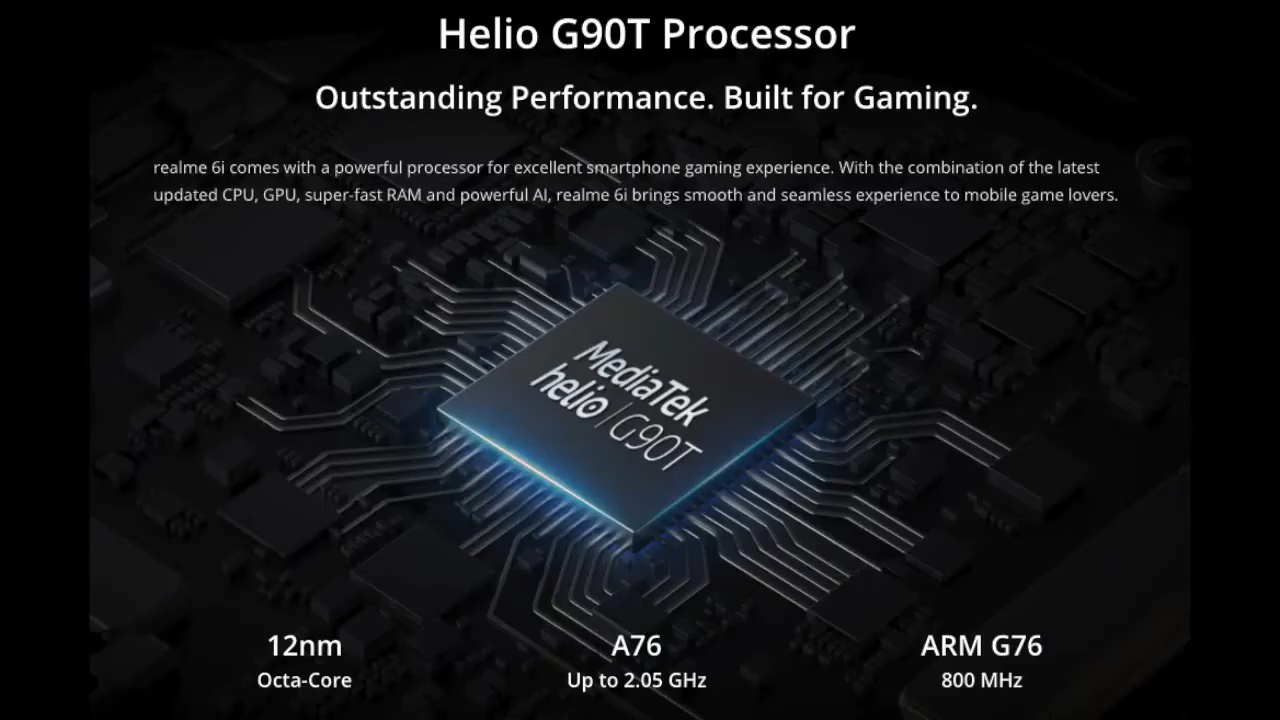 Helio G90T Processor
Outstanding Performance. Built for Gaming.
realme 6i comes with a powerful processor for excellent smartphone gaming experience. With the combination of the latest
updated CPU, GPU, super-fast RAM and powerful AI, realme 6i brings smooth and seamless experience to mobile game lovers.
MediaTek
helio | G90T
12nm
Octa-Core
A76
Up to 2.05 GHz
ARM G76
800 MHz